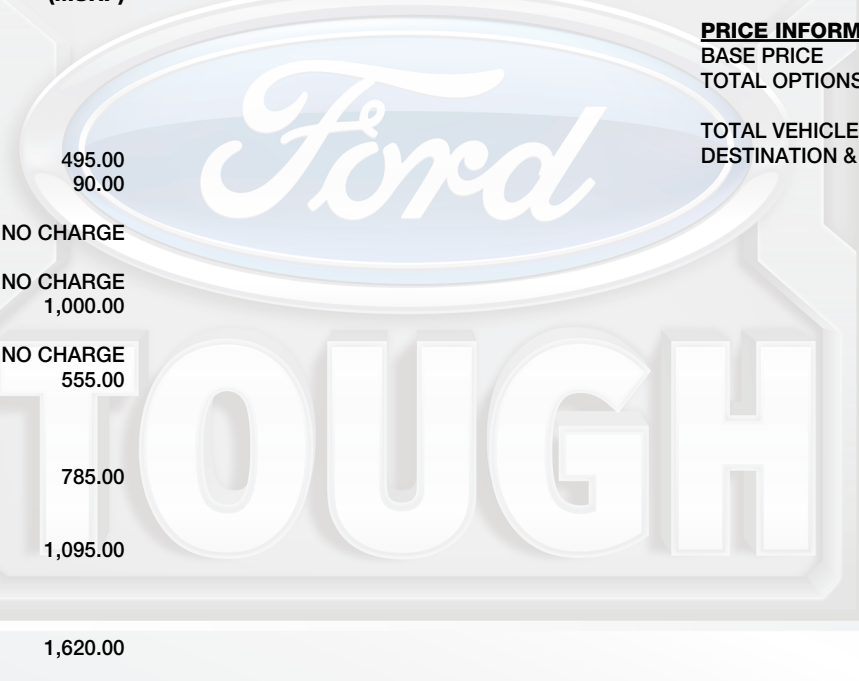 PRICE INFORM
BASE PRICE
TOTAL OPTIONS
TOTAL VEHICLE
DESTINATION &
495.00
90.00
NO CHARGE
NO CHARGE
1,000.00
NO CHARGE
555.00
785.00
1,095.00
1,620.00
Ford
TOUGH